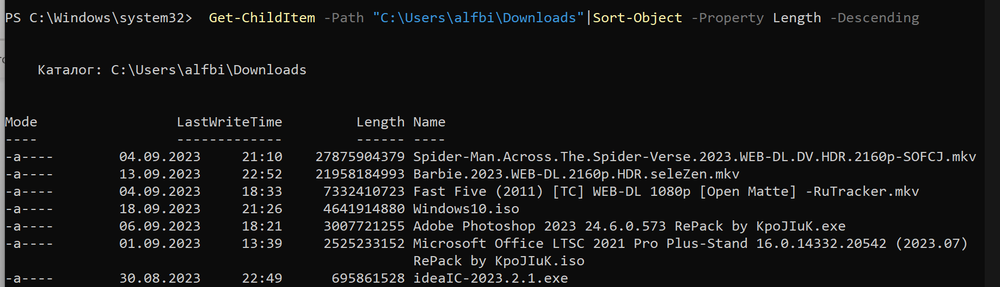 PS C:\Windows\system32> Get-ChildItem -Path "C:\Users\alfbi\Downloads"|Sort-Object -Property Length -Descending
Каталог: C:\Users\alfbi\Downloads
Mode LastWriteTime Length Name
---- ------------- ------ ----
-a---- 04.09.2023 21:10 27875904379 Spider-Man.Across.The.Spider-Verse.2023.WEB-DL.DV.HDR.2160p-SOFCJ.mkv
-a---- 13.09.2023 22:52 21958184993 Barbie.2023.WEB-DL.2160p.HDR.seleZen.mkv
-a---- 04.09.2023 18:33 7332410723 Fast Five (2011) [TC] WEB-DL 1080p [Open Matte] -RuTracker.mkv
-a---- 18.09.2023 21:26 4641914880 Windows10.iso
-a---- 06.09.2023 18:21 3007721255 Adobe Photoshop 2023 24.6.0.573 RePack by KpoJIuK.exe
-a---- 01.09.2023 13:39 2525233152 Microsoft Office LTSC 2021 Pro Plus-Stand 16.0.14332.20542 (2023.07)
RePack by KpoJIuK.iso
-a---- 30.08.2023 22:49 695861528 ideaIC-2023.2.1.exe